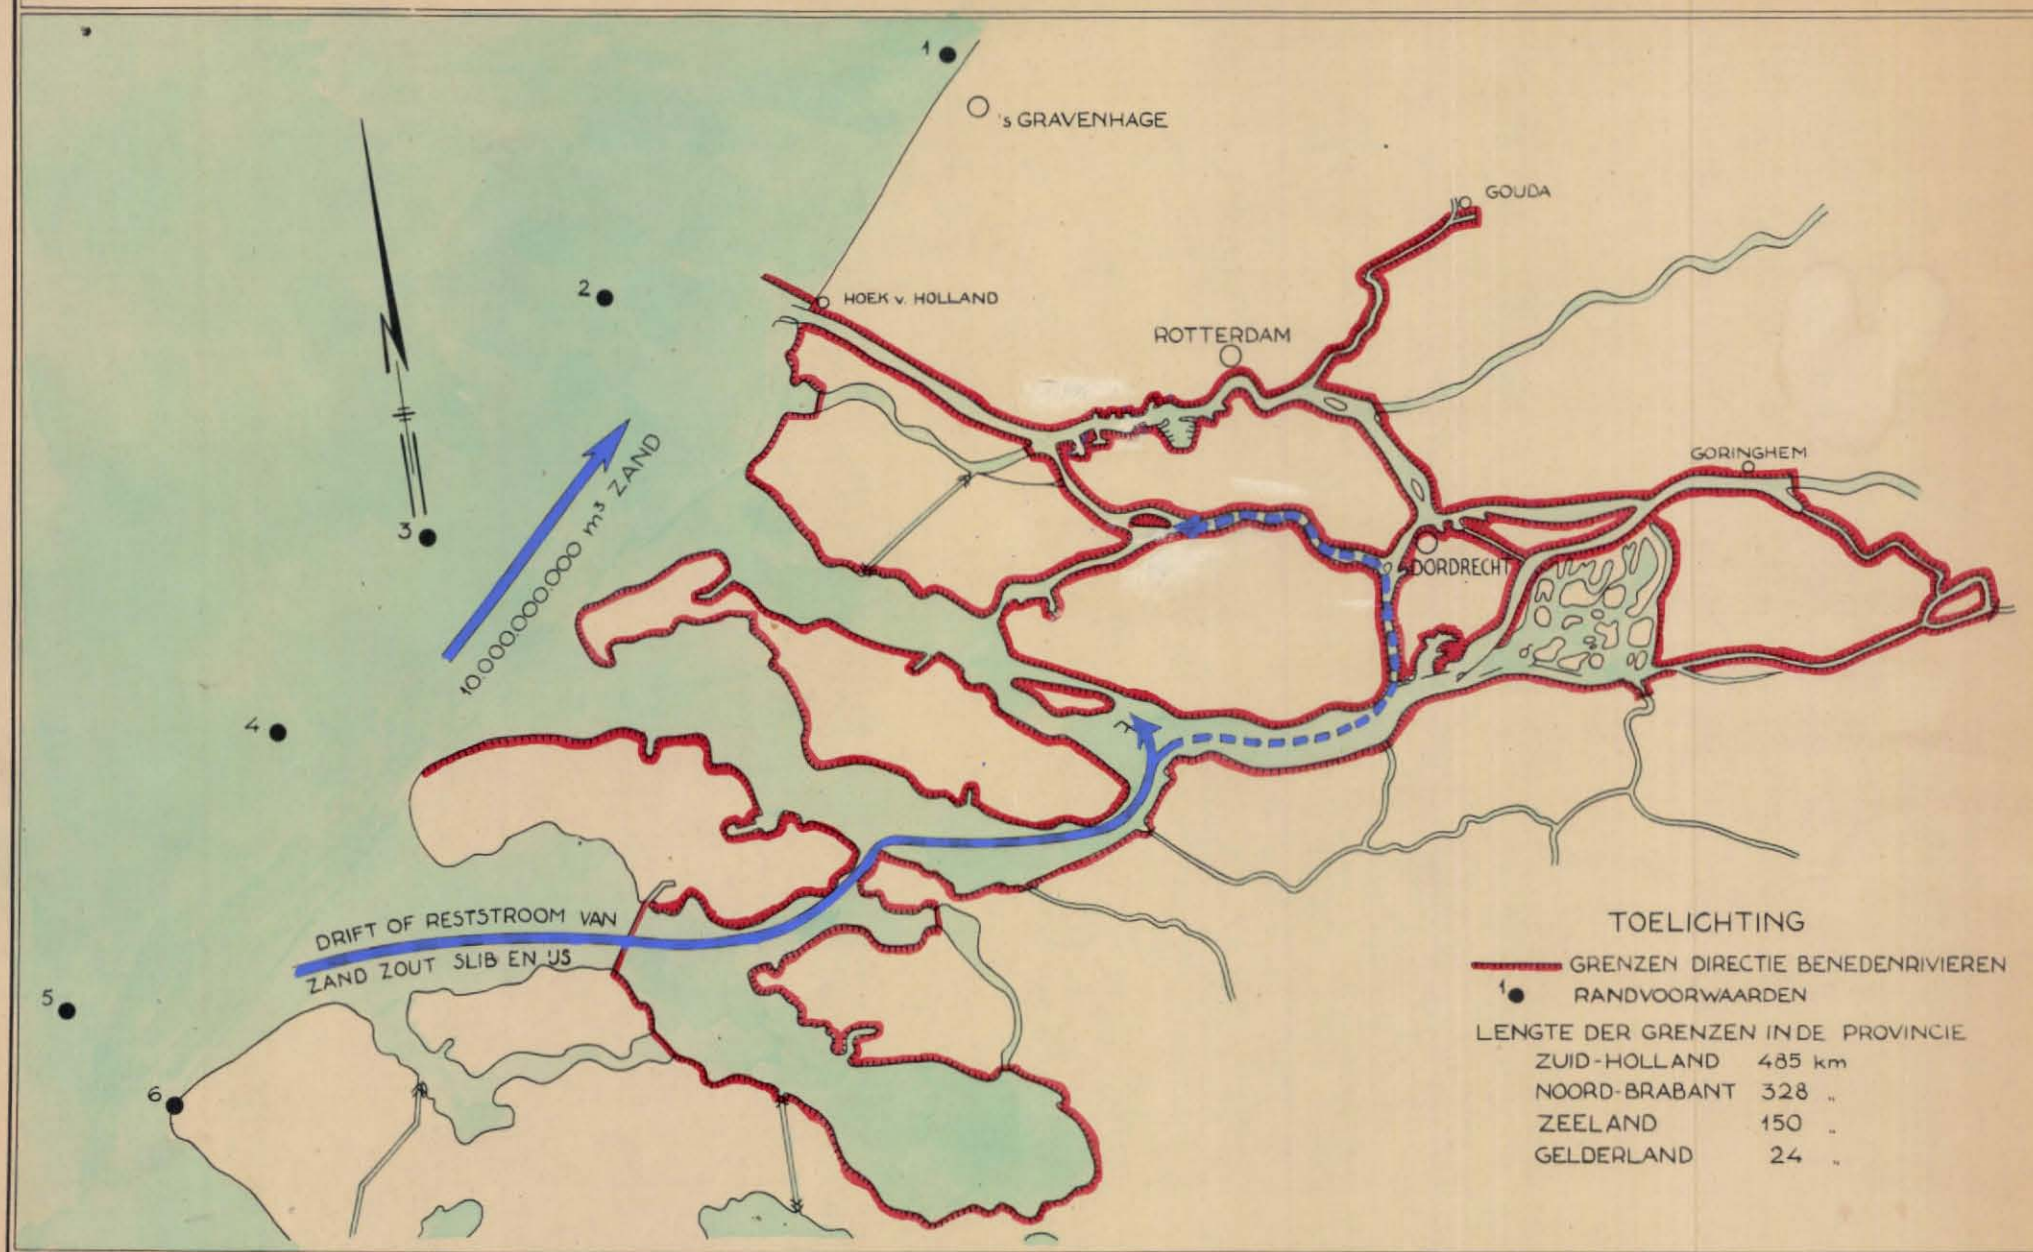 1
's GRAVENHAGE
GOUDA
2
HOEK v. HOLLAND
ROTTERDAM
10.000.000.000 m³ ZAND
GORINGHEM
3
DORDRECHT
4
DRIFT OF RESTSTROOM VAN
ZAND ZOUT SLIB EN IJS
5
6
TOELICHTING
GRENZEN DIRECTIE BENEDENRIVIEREN
1 RANDVOORWAARDEN
LENGTE DER GRENZEN IN DE PROVINCIE
ZUID-HOLLAND 485 km
NOORD-BRABANT 328 "
ZEELAND 150 "
GELDERLAND 24 "